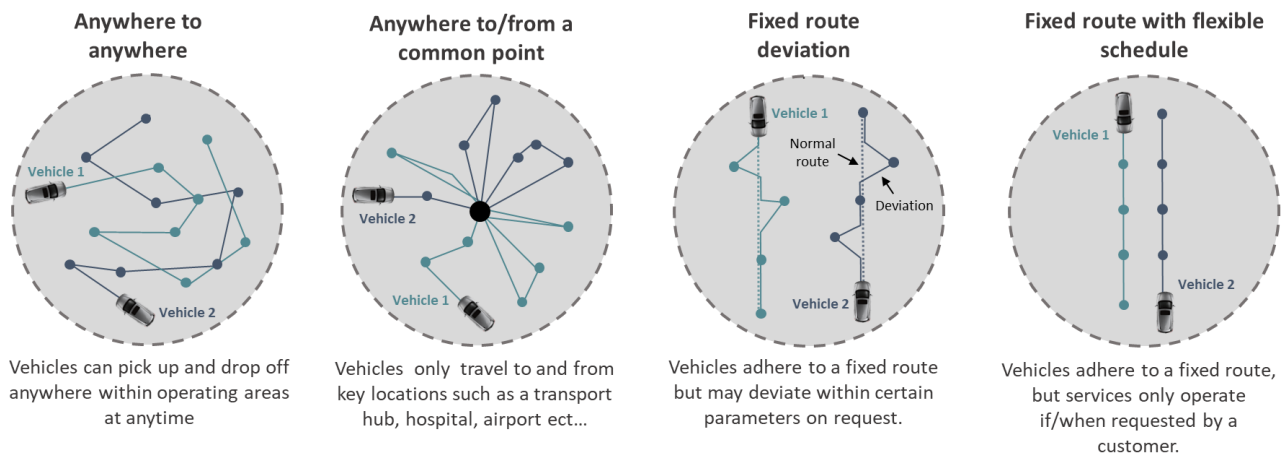 Anywhere to
anywhere
Vehicle 1
Vehicle 2
Vehicles can pick up and drop off
anywhere within operating areas
at anytime
Anywhere to/from a
common point
Vehicle 2
Vehicle 1
Vehicles only travel to and from
key locations such as a transport
hub, hospital, airport ect...
Fixed route
deviation
Vehicle 1
Normal
route
Deviation
Vehicle 2
Vehicles adhere to a fixed route
but may deviate within certain
parameters on request.
Fixed route with flexible
schedule
Vehicle 1
Vehicle 2
Vehicles adhere to a fixed route,
but services only operate
if/when requested by a
customer.